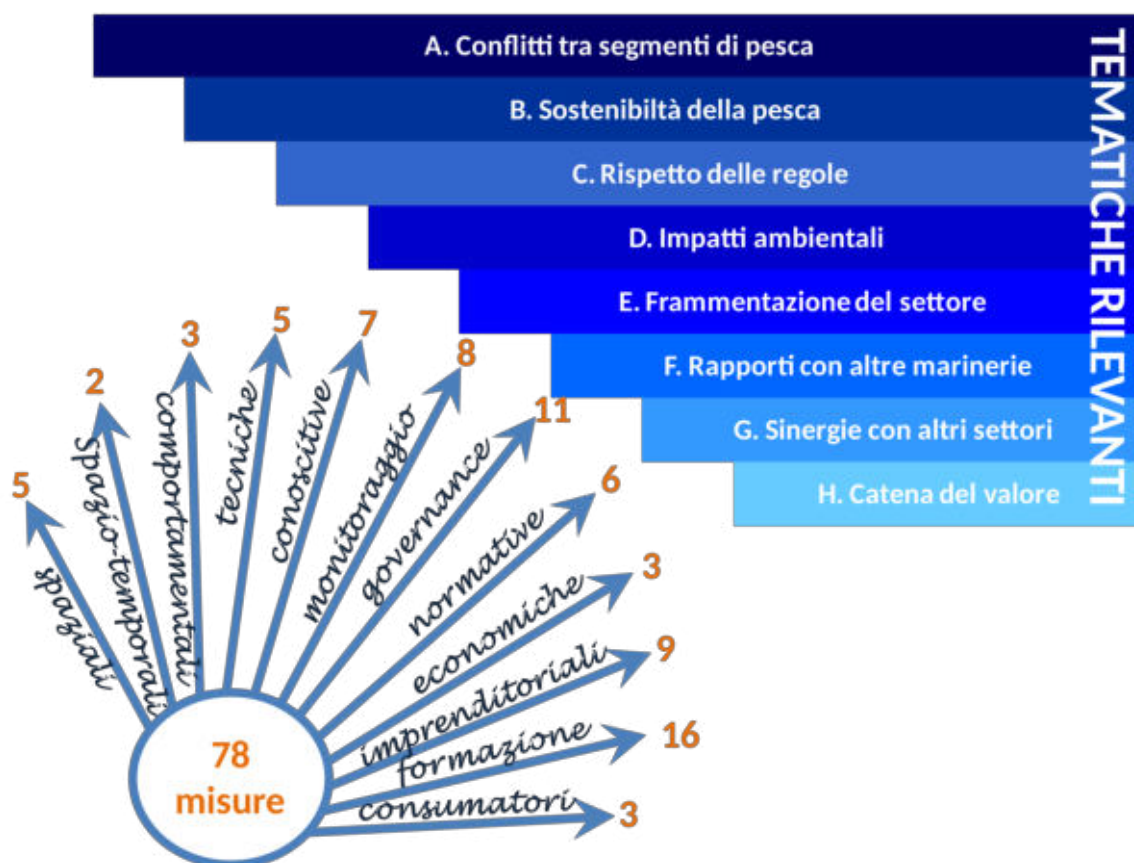 A. Conflitti tra segmenti di pesca
B. Sostenibiltà della pesca
C. Rispetto delle regole
D. Impatti ambientali
E. Frammentazione del settore
F. Rapporti con altre marinerie
G. Sinergie con altri settori
H. Catena del valore
TEMATICHE RILEVANTI
5
spaziali
2
Spazio-temporali
3
comportamentali
5
tecniche
7
conoscitive
8
monitoraggio
11
governance
6
normative
3
economiche
9
imprenditoriali
16
formazione
3
consumatori
78
misure